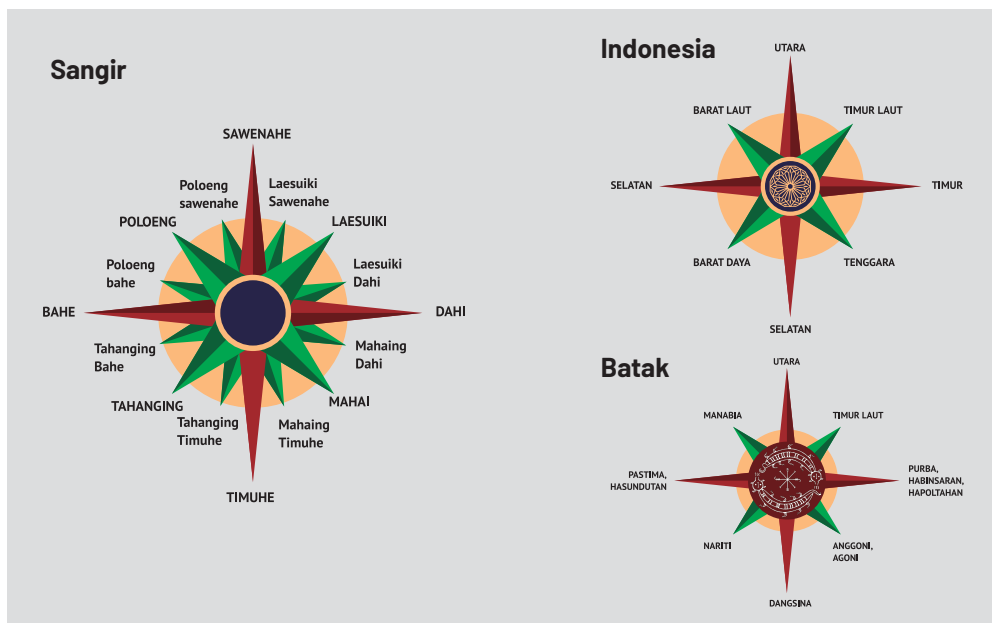 Sangir
SAWENAHE
Poloeng
sawenahe
Laesuiki
Sawenahe
POLOENG
LAESUIKI
Poloeng
bahe
Laesuiki
Dahi
BAHE
DAHI
Tahanging
Bahe
Mahaing
Dahi
TAHANGING
MAHAI
Tahanging
Timuhe
Mahaing
Timuhe
TIMUHE
Indonesia
UTARA
BARAT LAUT
TIMUR LAUT
SELATAN
TIMUR
BARAT DAYA
TENGGARA
SELATAN
Batak
UTARA
MANABIA
TIMUR LAUT
PASTIMA,
HASUNDUTAN
PURBA,
HABINSARAN,
HAPOLTAHAN
NARITI
ANGGONI,
AGONI
DANGSINA